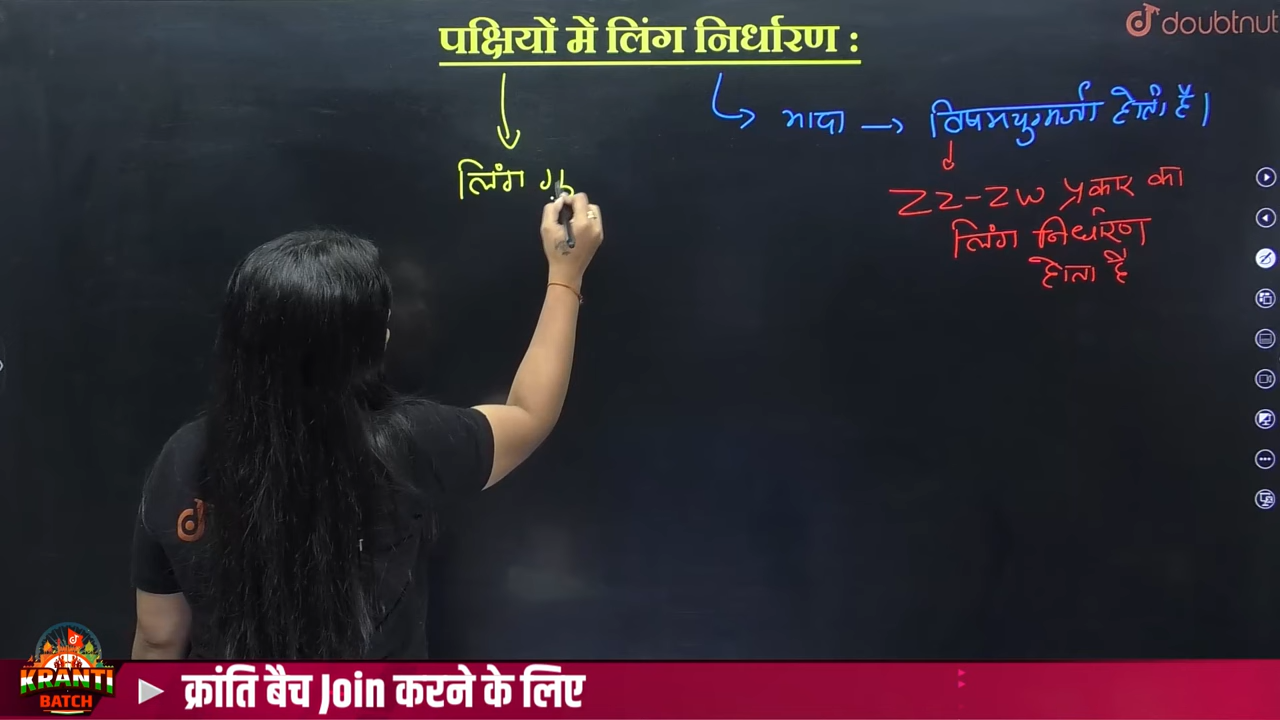 doubtnut
पक्षियों में लिंग निर्धारण :
मादा → विषमयुग्मजी होती है।
ZZ-ZW प्रकार का
लिंग निर्धारण
होता है
लिंग
KRANTI
BATCH
क्रांति बैच Join करने के लिए